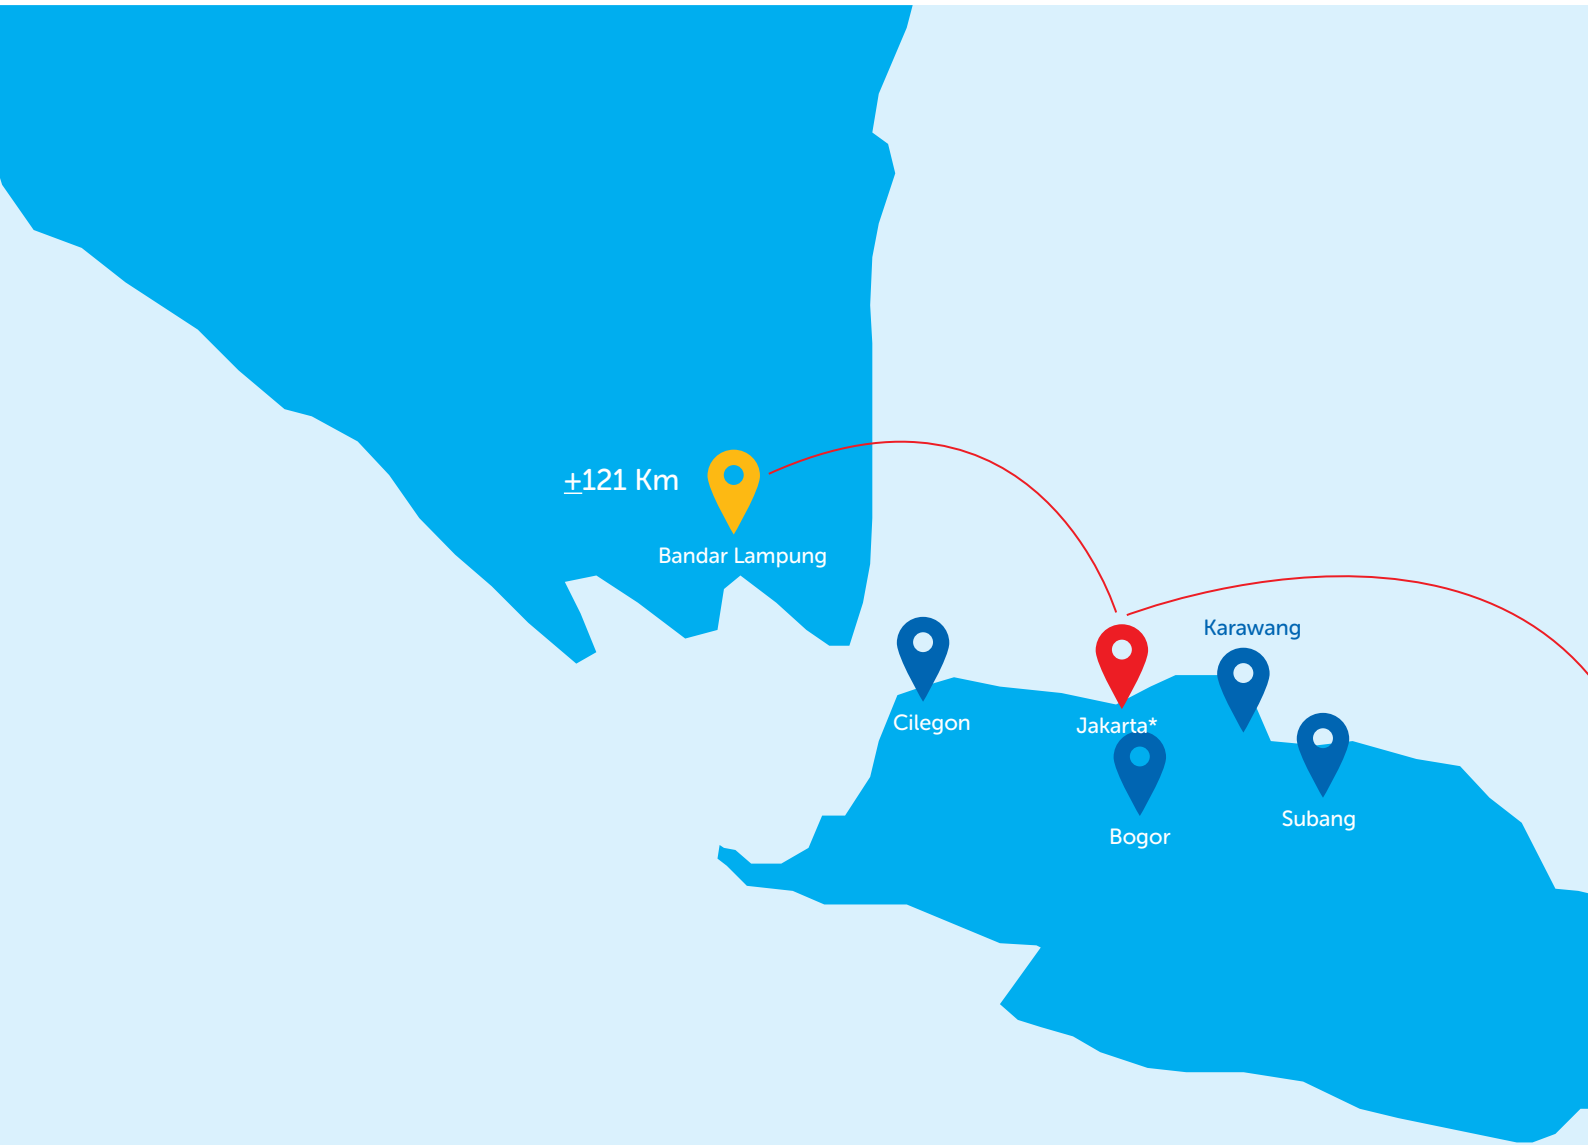 ±121 Km
Bandar Lampung
Karawang
Cilegon
Jakarta*
Subang
Bogor